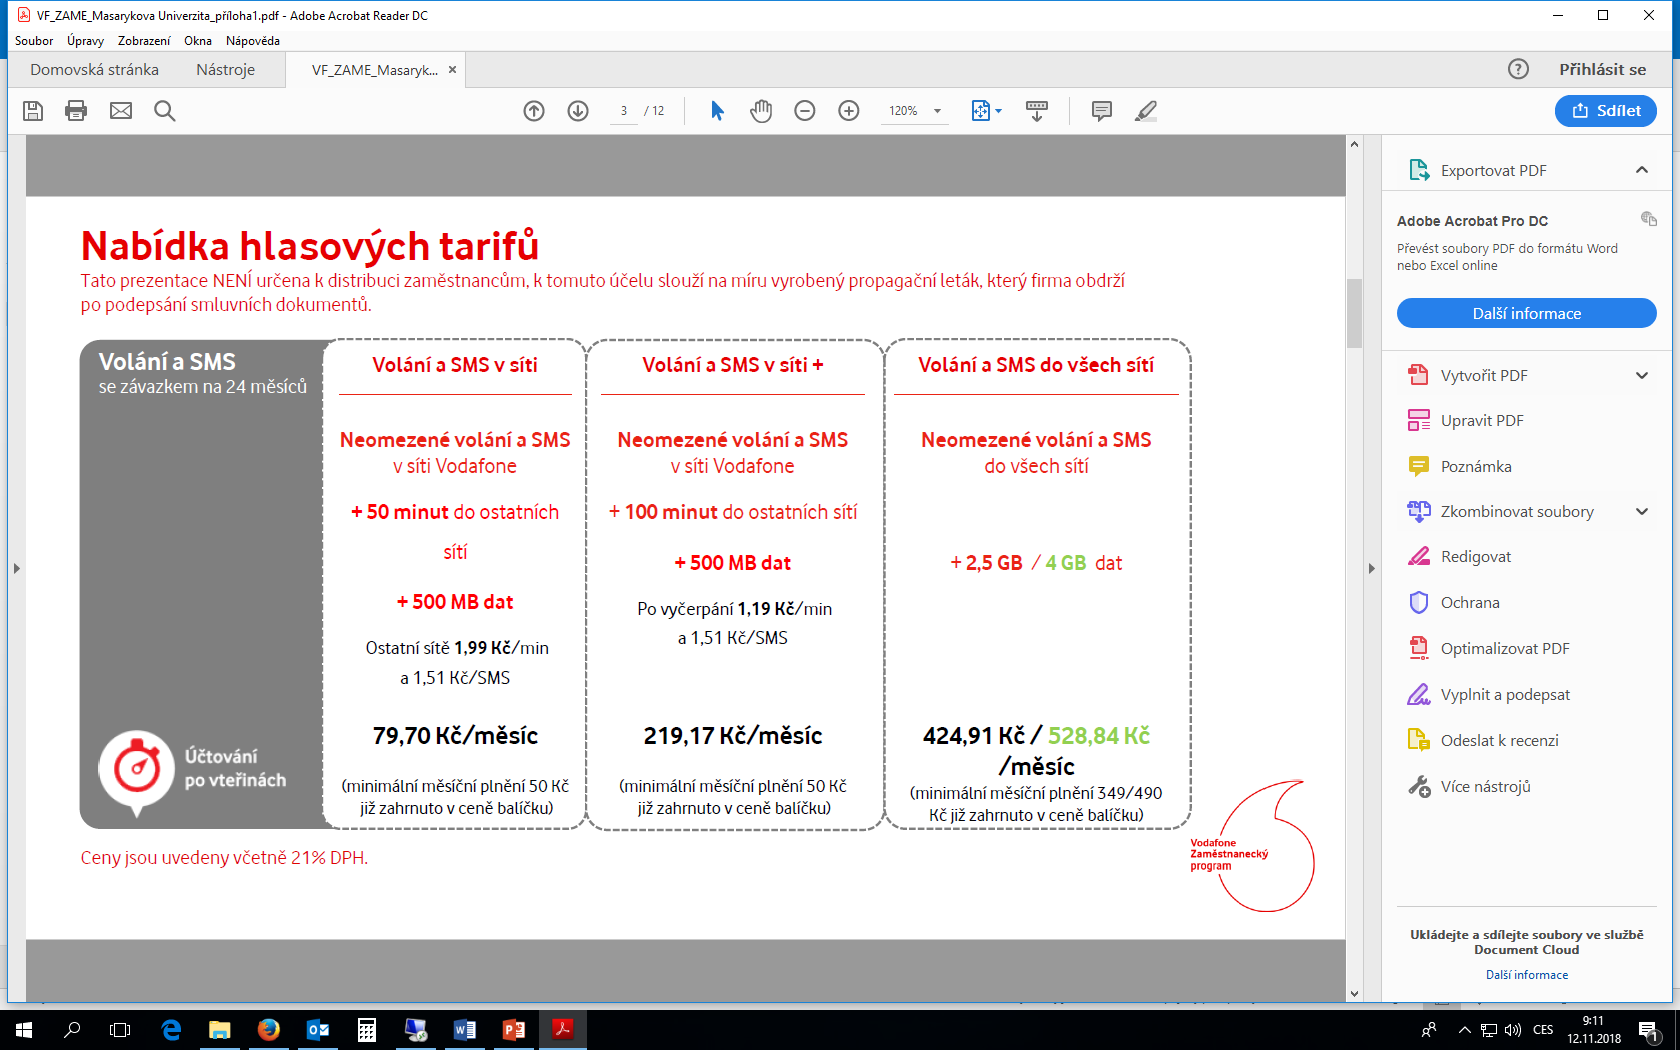 VF_ZAME_Masarykova Univerzita_příloha1.pdf - Adobe Acrobat Reader DC
Soubor Úpravy Zobrazení Okna Nápověda
Domovská stránka Nástroje VF_ZAME_Masaryk... × ? Přihlásit se
3 / 12 120% Sdílet
Nabídka hlasových tarifů
Tato prezentace NENÍ určena k distribuci zaměstnancům, k tomuto účelu slouží na míru vyrobený propagační leták, který firma obdrží
po podepsání smluvních dokumentů.
Volání a SMS
se závazkem na 24 měsíců
Účtování
po vteřinách
Volání a SMS v síti
Neomezené volání a SMS
v síti Vodafone
+ 50 minut do ostatních
sítí
+ 500 MB dat
Ostatní sítě 1,99 Kč/min
a 1,51 Kč/SMS
79,70 Kč/měsíc
(minimální měsíční plnění 50 Kč
již zahrnuto v ceně balíčku)
Volání a SMS v síti +
Neomezené volání a SMS
v síti Vodafone
+ 100 minut do ostatních sítí
+ 500 MB dat
Po vyčerpání 1,19 Kč/min
a 1,51 Kč/SMS
219,17 Kč/měsíc
(minimální měsíční plnění 50 Kč
již zahrnuto v ceně balíčku)
Volání a SMS do všech sítí
Neomezené volání a SMS
do všech sítí
+ 2,5 GB / 4 GB dat
424,91 Kč / 528,84 Kč
/měsíc
(minimální měsíční plnění 349/490
Kč již zahrnuto v ceně balíčku)
Ceny jsou uvedeny včetně 21% DPH.
Vodafone
Zaměstnanecký
program
Exportovat PDF
Adobe Acrobat Pro DC
Převést soubory PDF do formátu Word
nebo Excel online
Další informace
Vytvořit PDF
Upravit PDF
Poznámka
Zkombinovat soubory
Redigovat
Ochrana
Optimalizovat PDF
Vyplnit a podepsat
Odeslat k recenzi
Více nástrojů
Ukládejte a sdílejte soubory ve službě
Document Cloud
Další informace
CES
9:11
12.11.2018
1